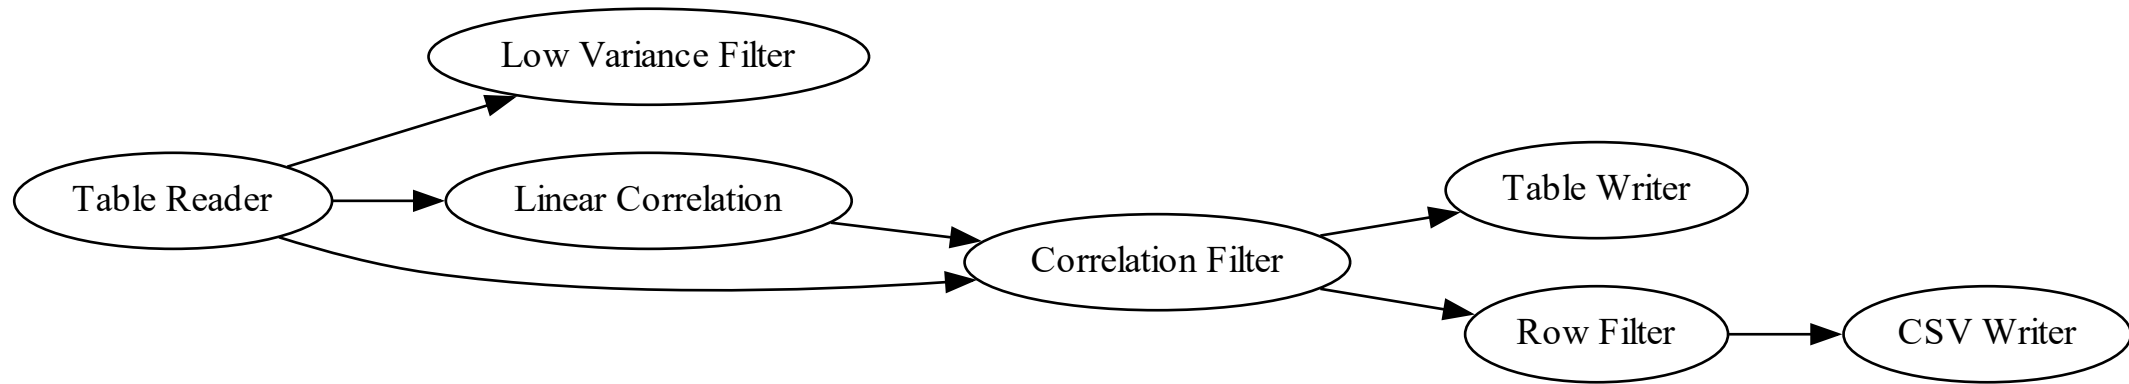 Low Variance Filter
Table Reader
Linear Correlation
Correlation Filter
Table Writer
Row Filter
CSV Writer